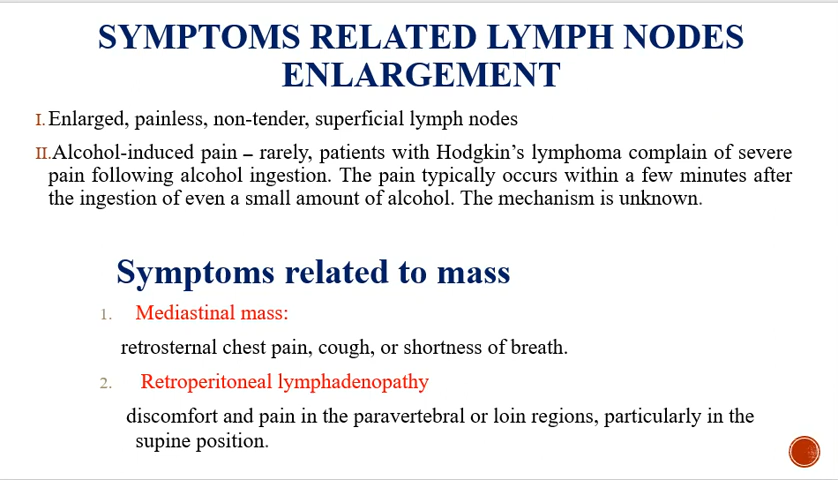 SYMPTOMS RELATED LYMPH NODES
ENLARGEMENT
I. Enlarged, painless, non-tender, superficial lymph nodes
II. Alcohol-induced pain – rarely, patients with Hodgkin's lymphoma complain of severe
pain following alcohol ingestion. The pain typically occurs within a few minutes after
the ingestion of even a small amount of alcohol. The mechanism is unknown.
Symptoms related to mass
1. Mediastinal mass:
retrosternal chest pain, cough, or shortness of breath.
2. Retroperitoneal lymphadenopathy
discomfort and pain in the paravertebral or loin regions, particularly in the
supine position.